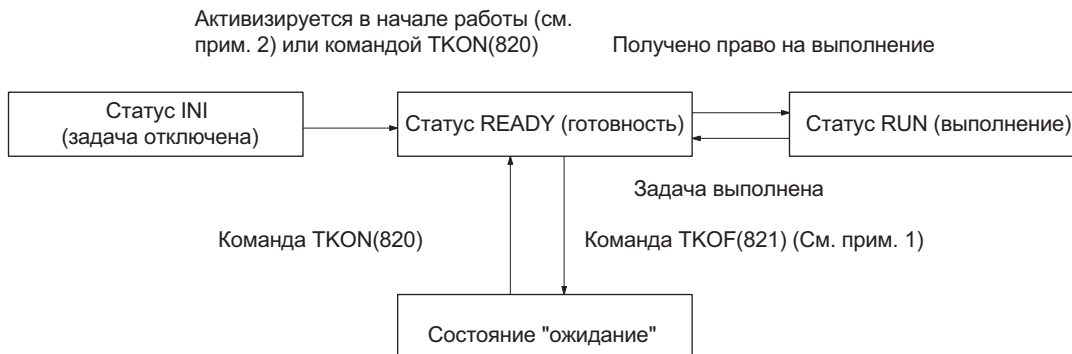 Активизируется в начале работы (см.
прим. 2) или командой TKON(820)
Получено право на выполнение
Статус INI
(задача отключена)
Статус READY (готовность)
Статус RUN (выполнение)
Задача выполнена
Команда TKON(820)
Команда TKOF(821) (См. прим. 1)
Состояние "ожидание"